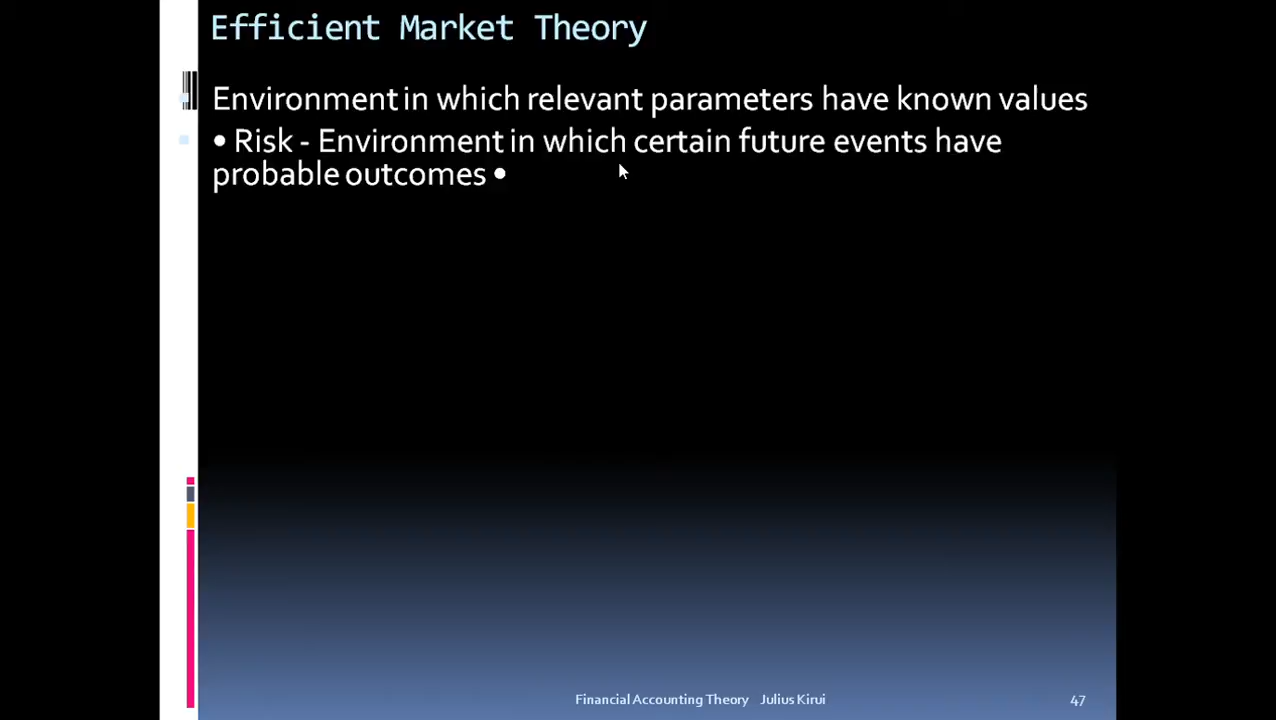 Efficient Market Theory
Environment in which relevant parameters have known values
• Risk - Environment in which certain future events have
probable outcomes •
Financial Accounting Theory Julius Kirui
47